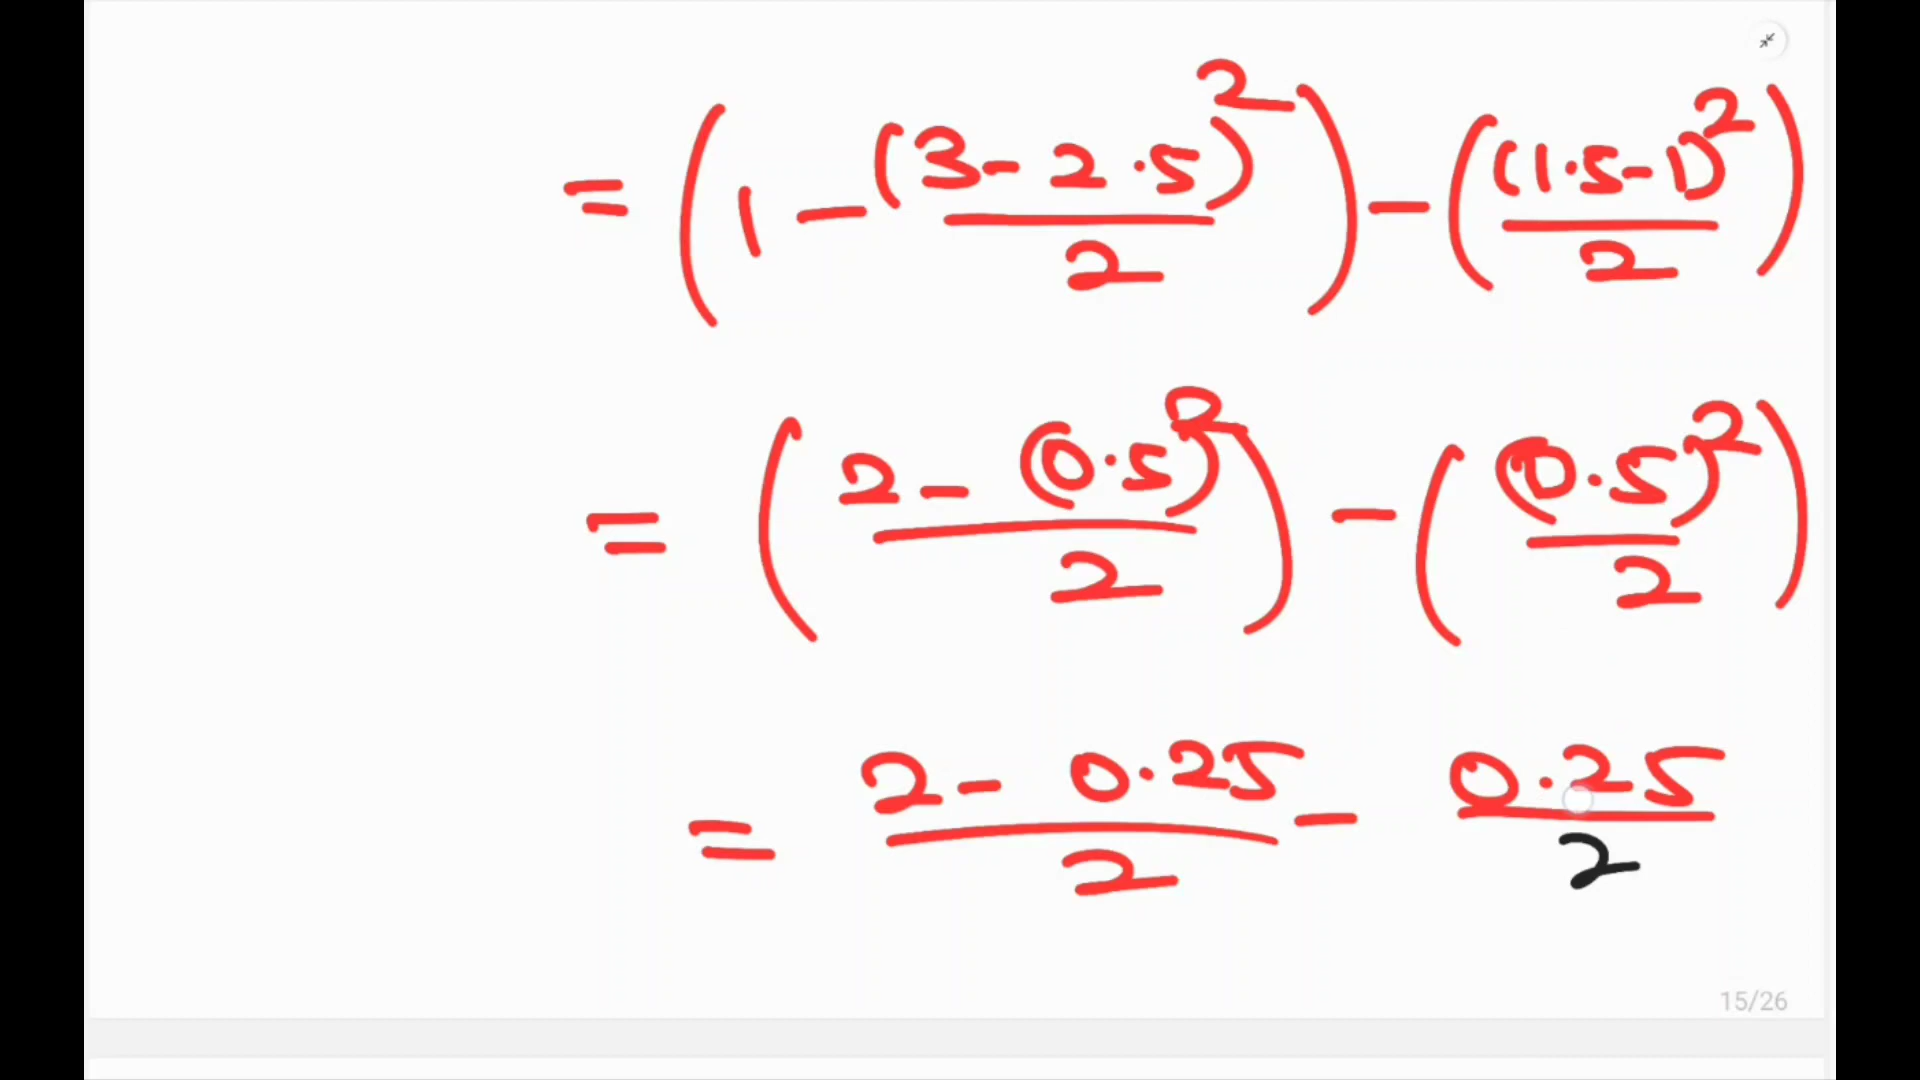 = (1 - (3-2.5)²/2) - ((1.5-1)²/2)
= (2-(0.5)²/2) - ((0.5)²/2)
= 2-0.25/2 - 0.25/2
15/26